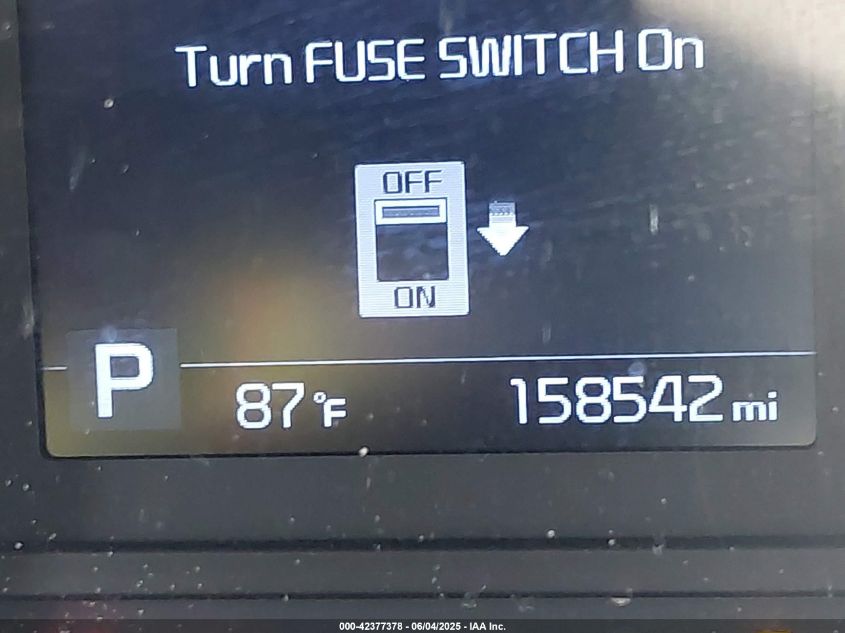 Turn FUSE SWITCH On
OFF
ON
P
87°F
158542 mi
000-42377378 - 06/04/2025 - IAA Inc.